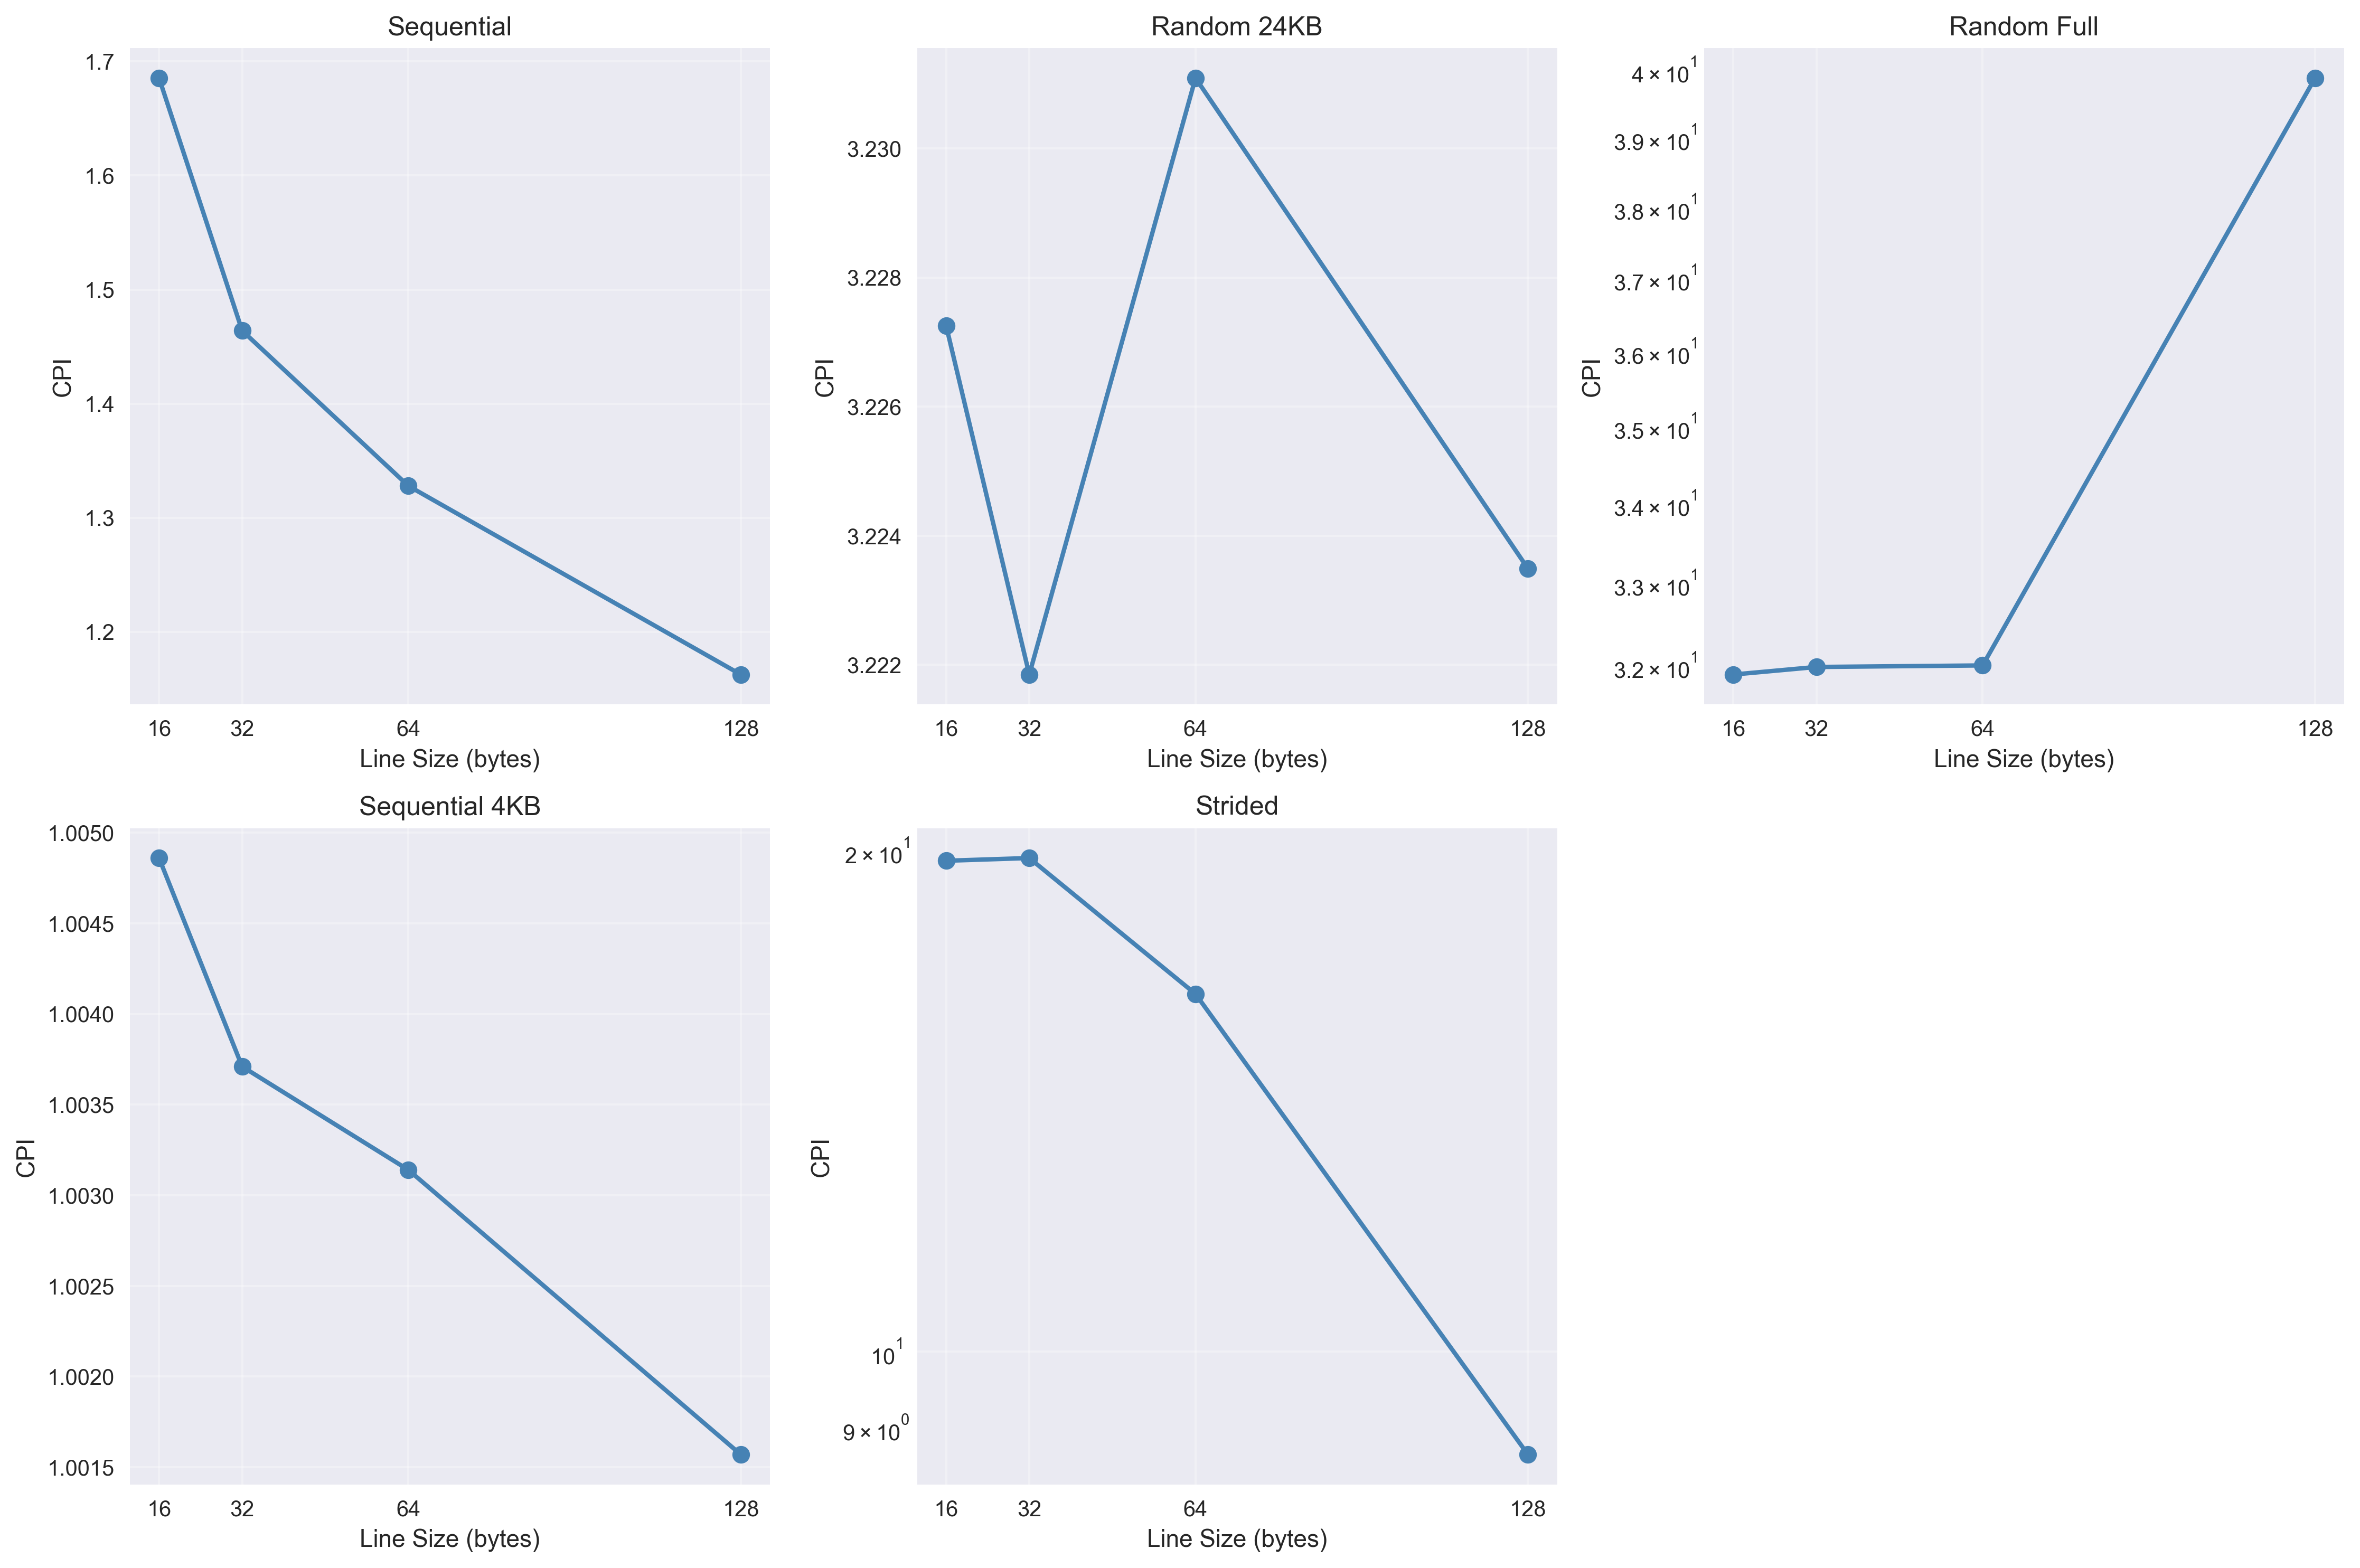 Sequential
1.7
1.6
1.5
1.4
1.3
1.2
CPI
16 32 64 128
Line Size (bytes)
Random 24KB
3.230
3.228
3.226
3.224
3.222
CPI
16 32 64 128
Line Size (bytes)
Random Full
4 × 10¹
3.9 × 10¹
3.8 × 10¹
3.7 × 10¹
3.6 × 10¹
3.5 × 10¹
3.4 × 10¹
3.3 × 10¹
3.2 × 10¹
CPI
16 32 64 128
Line Size (bytes)
Sequential 4KB
1.0050
1.0045
1.0040
1.0035
1.0030
1.0025
1.0020
1.0015
CPI
16 32 64 128
Line Size (bytes)
Strided
2 × 10¹
10¹
9 × 10⁰
CPI
16 32 64 128
Line Size (bytes)